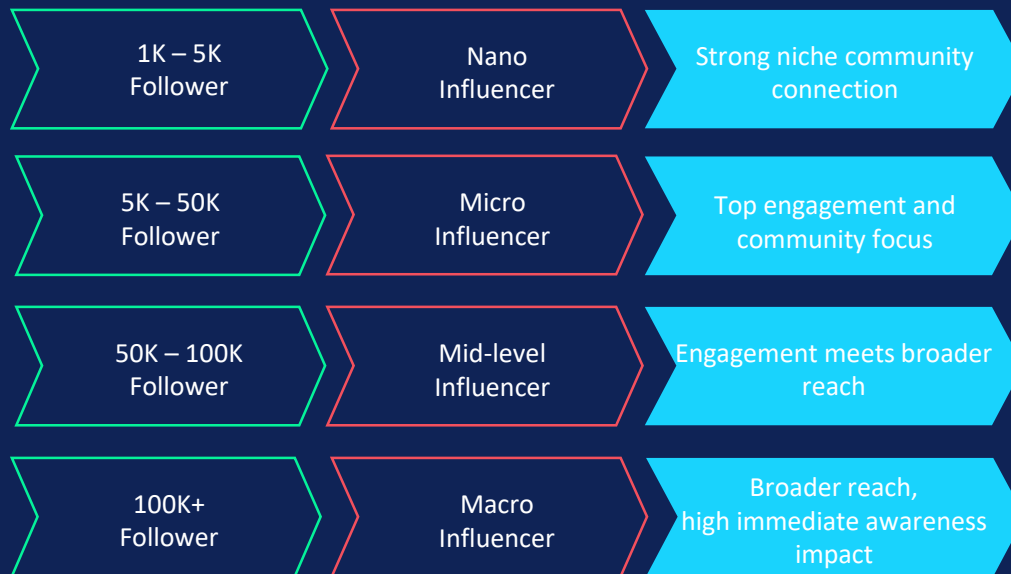 1K – 5K
Follower
Nano
Influencer
Strong niche community
connection
5K – 50K
Follower
Micro
Influencer
Top engagement and
community focus
50K – 100K
Follower
Mid-level
Influencer
Engagement meets broader
reach
100K+
Follower
Macro
Influencer
Broader reach,
high immediate awareness
impact